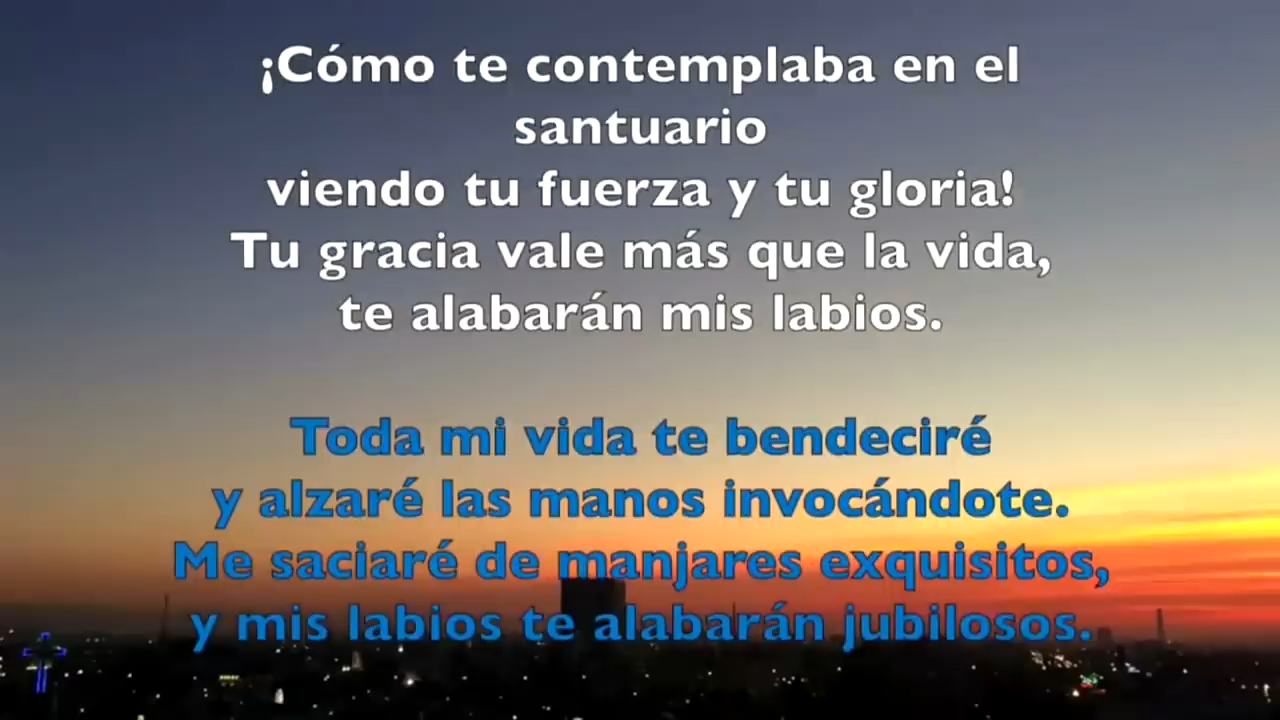 ¡Cómo te contemplaba en el
santuario
viendo tu fuerza y tu gloria!
Tu gracia vale más que la vida,
te alabarán mis labios.
Toda mi vida te bendeciré
y alzaré las manos invocándote.
Me saciaré de manjares exquisitos,
y mis labios te alabarán jubilosos.